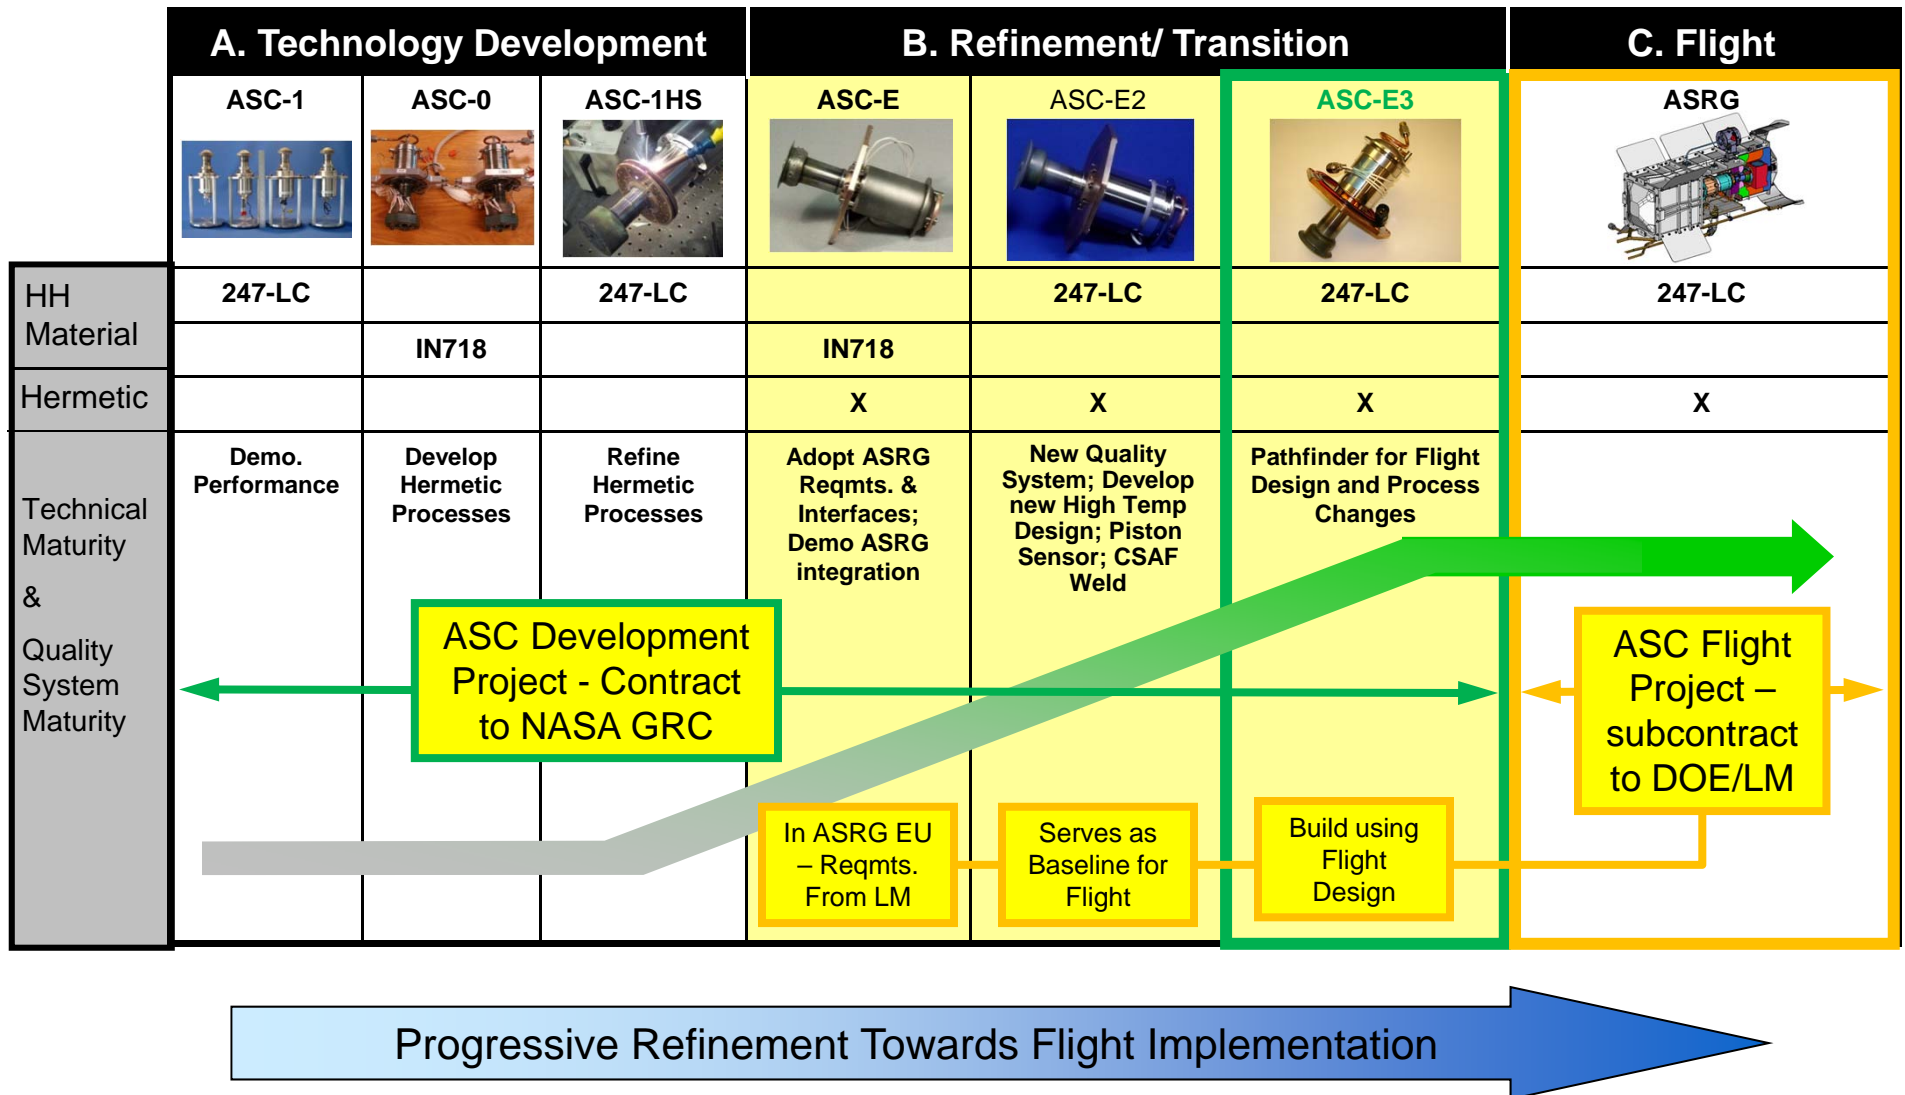 A. Technology Development
B. Refinement/ Transition
C. Flight
ASC-1
ASC-0
ASC-1HS
ASC-E
ASC-E2
ASC-E3
ASRG
HH
Material
247-LC
247-LC
247-LC
247-LC
247-LC
IN718
IN718
Hermetic
X
X
X
X
Technical
Maturity
&
Quality
System
Maturity
Demo.
Performance
Develop
Hermetic
Processes
Refine
Hermetic
Processes
Adopt ASRG
Reqmts. &
Interfaces;
Demo ASRG
integration
New Quality
System; Develop
new High Temp
Design; Piston
Sensor; CSAF
Weld
Pathfinder for Flight
Design and Process
Changes
ASC Development
Project - Contract
to NASA GRC
ASC Flight
Project –
subcontract
to DOE/LM
In ASRG EU
– Reqmts.
From LM
Serves as
Baseline for
Flight
Build using
Flight
Design
Progressive Refinement Towards Flight Implementation